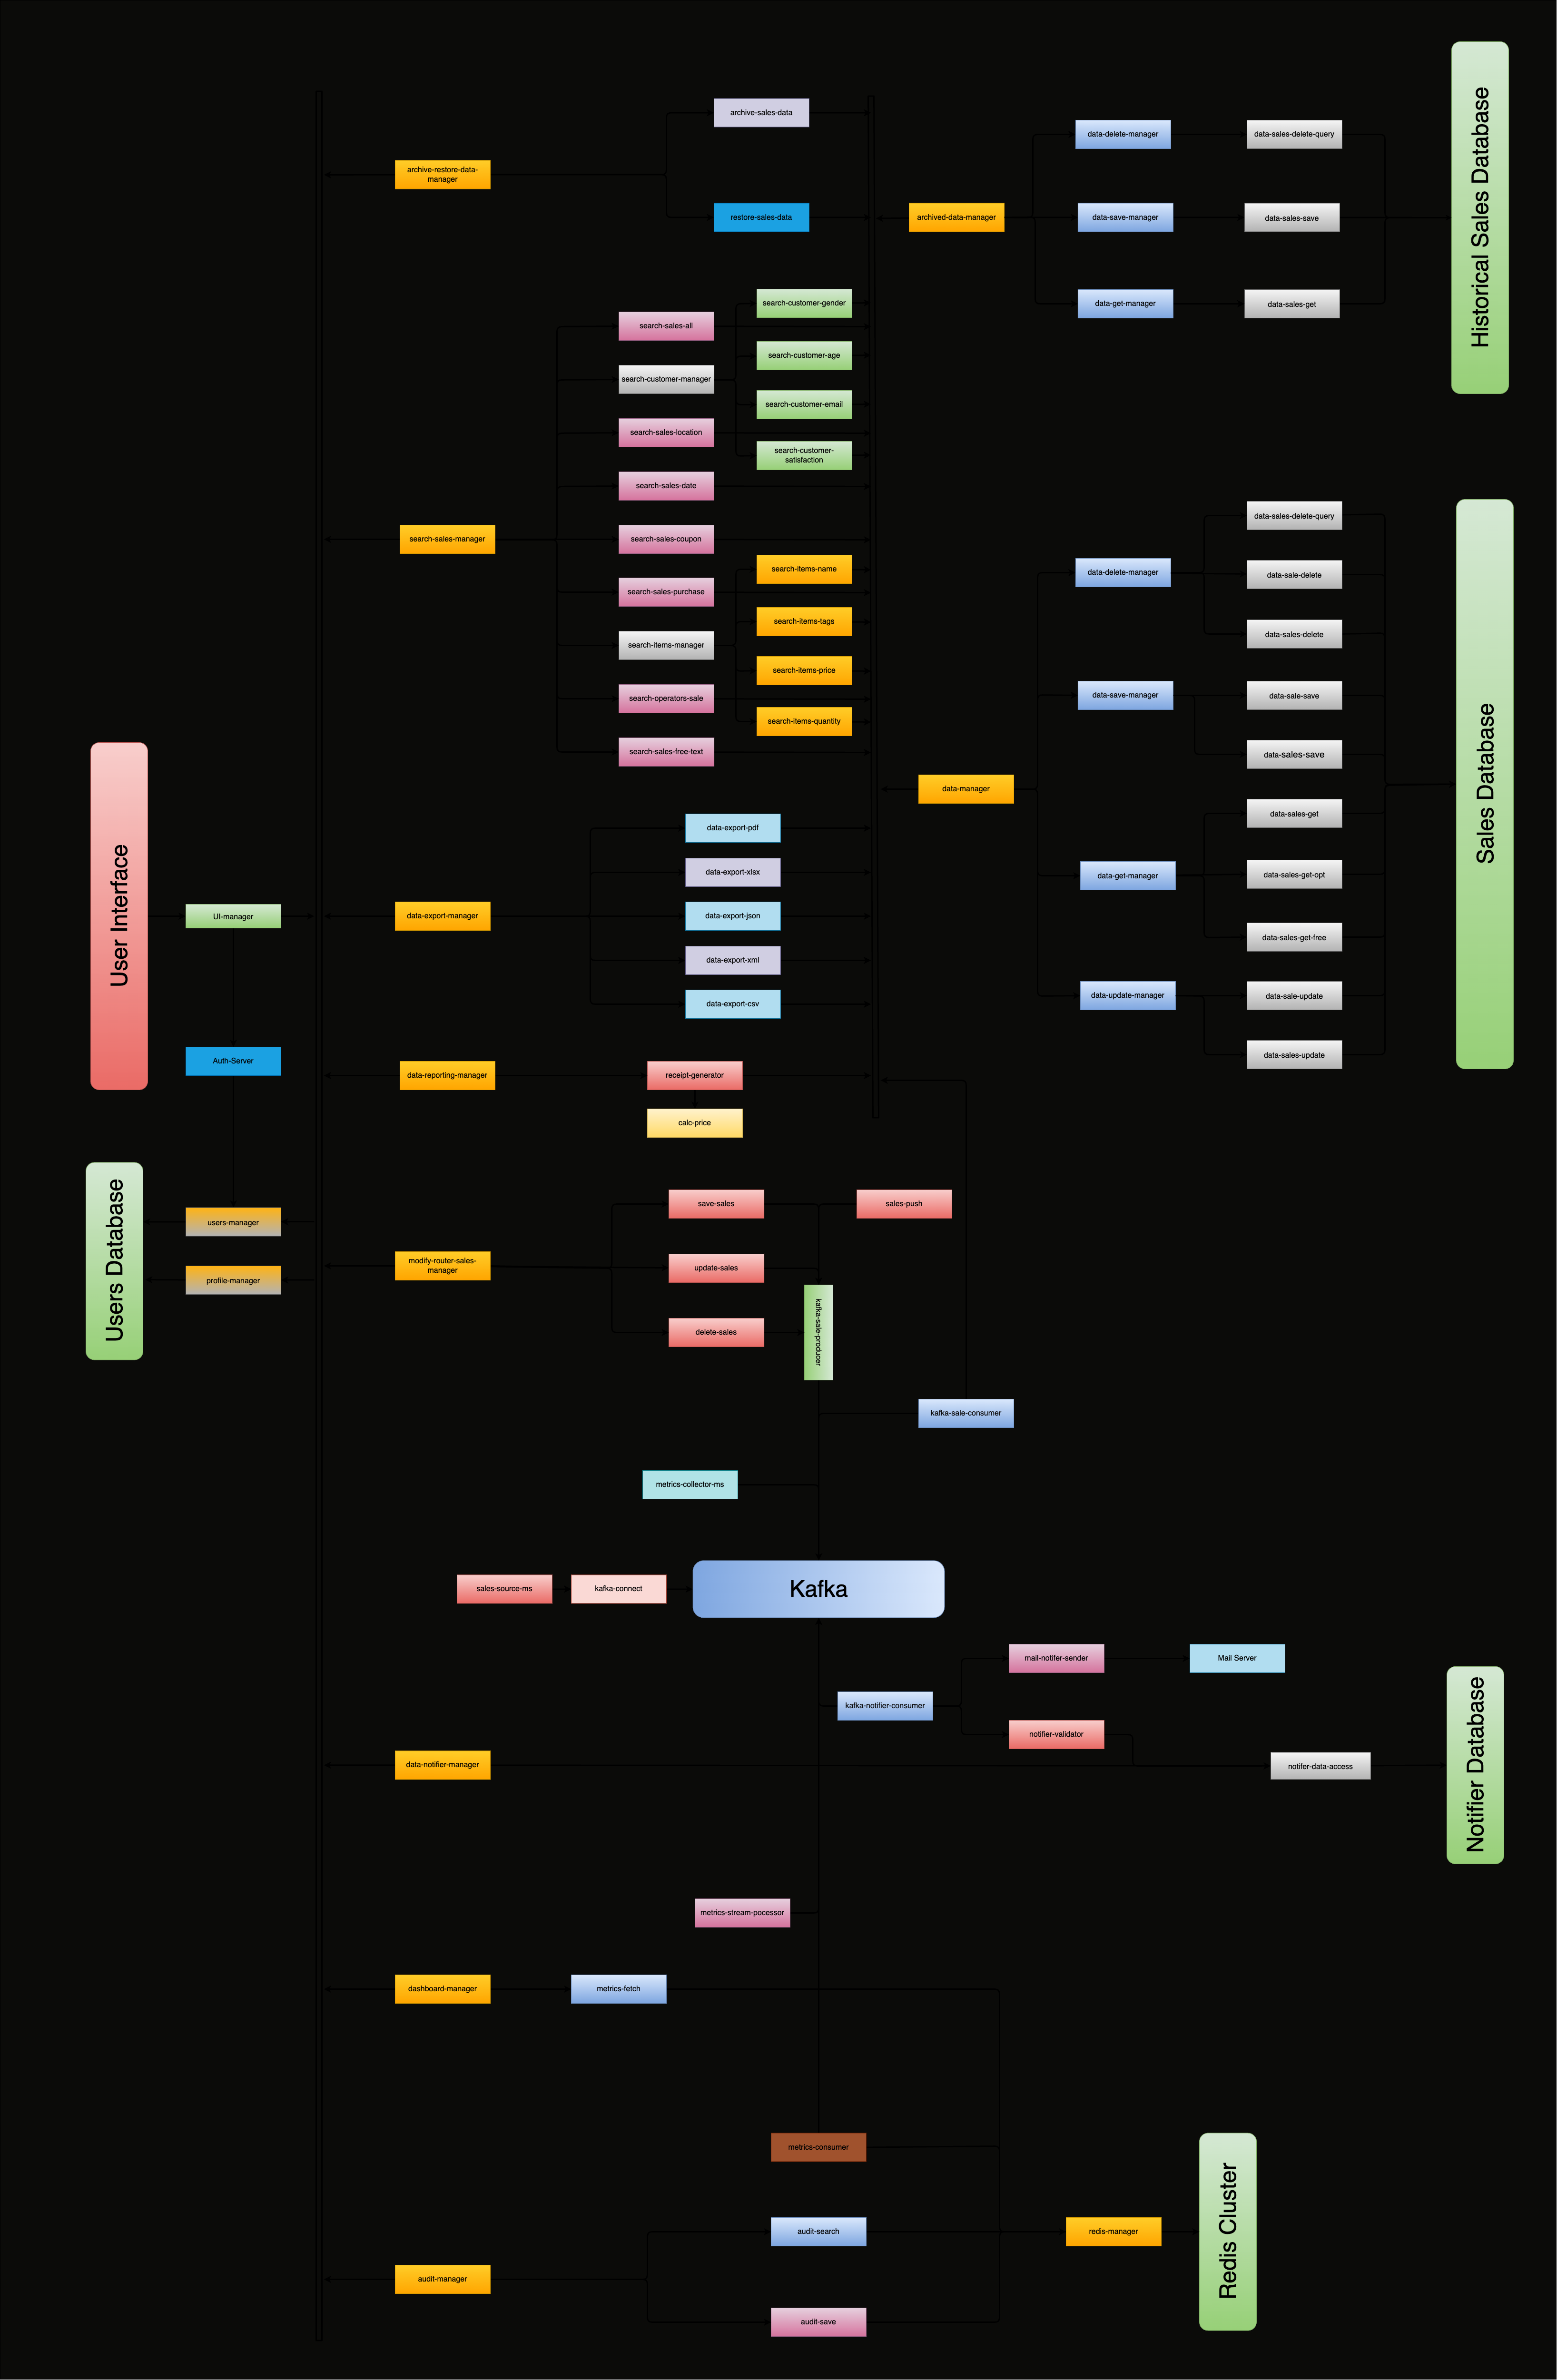 Historical Sales Database
archive-sales-data
data-delete-manager
data-sales-delete-query
archive-restore-data-
manager
restore-sales-data
archived-data-manager
data-save-manager
data-sales-save
data-get-manager
data-sales-get
search-customer-gender
search-sales-all
search-customer-age
search-customer-manager
search-customer-email
search-sales-location
search-customer-
satisfaction
search-sales-date
search-sales-manager
search-sales-coupon
search-items-name
search-sales-purchase
search-items-tags
search-items-manager
search-items-price
search-operators-sale
search-items-quantity
search-sales-free-text
Sales Database
data-sales-delete-query
data-delete-manager
data-sale-delete
data-sales-delete
data-save-manager
data-sale-save
data-sales-save
data-manager
data-sales-get
data-get-manager
data-sales-get-opt
data-sales-get-free
data-update-manager
data-sale-update
data-sales-update
User Interface
UI-manager
data-export-manager
data-export-pdf
data-export-xlsx
data-export-json
data-export-xml
data-export-csv
Auth-Server
data-reporting-manager
receipt-generator
calc-price
Users Database
users-manager
profile-manager
modify-router-sales-
manager
save-sales
sales-push
update-sales
delete-sales
kafka-sale-producer
kafka-sale-consumer
metrics-collector-ms
sales-source-ms
kafka-connect
Kafka
mail-notifer-sender
Mail Server
kafka-notifier-consumer
notifier-validator
data-notifier-manager
notifer-data-access
Notifier Database
metrics-stream-pocessor
dashboard-manager
metrics-fetch
metrics-consumer
audit-search
redis-manager
Redis Cluster
audit-manager
audit-save